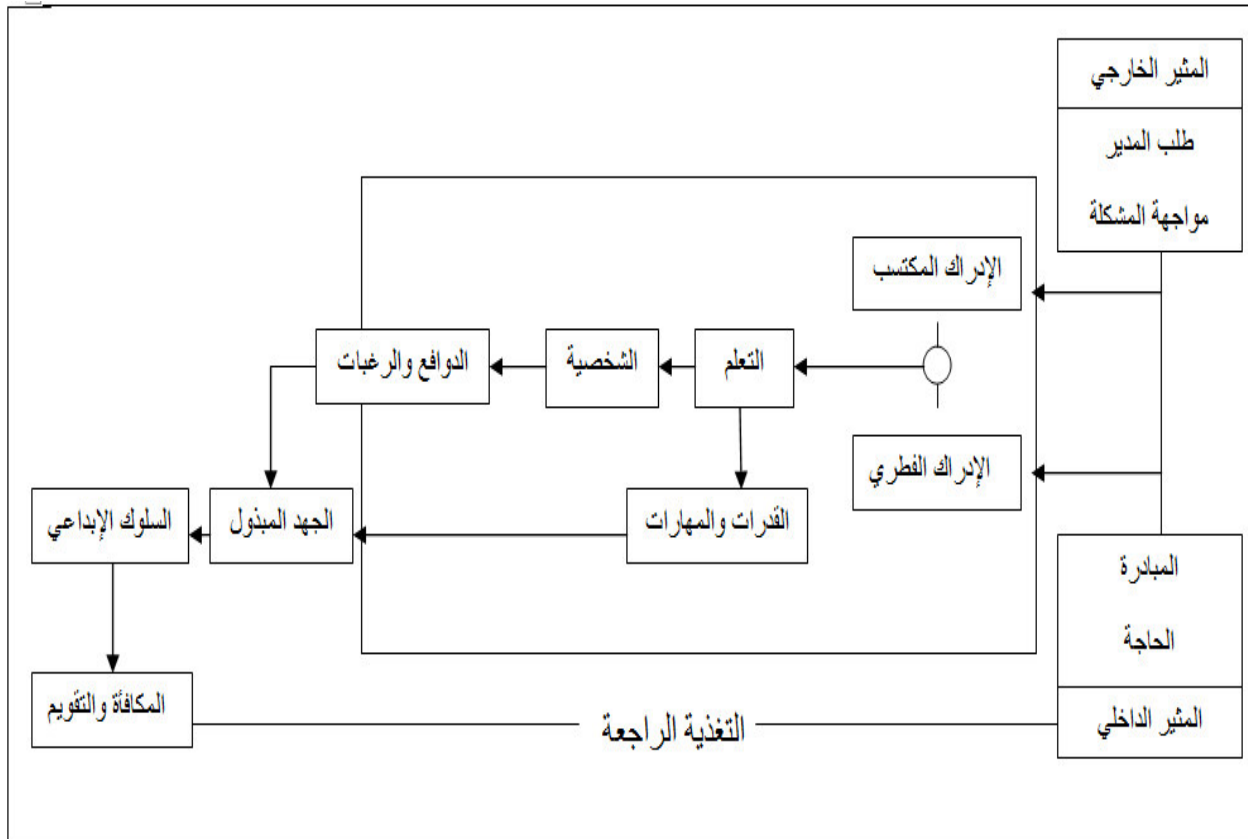 المثير الخارجي
طلب المدير
مواجهة المشكلة
الإدراك المكتسب
التعلم
الشخصية
الدوافع والرغبات
الإدراك الفطري
القدرات والمهارات
الجهد المبذول
السلوك الإبداعي
المبادرة
الحاجة
المثير الداخلي
المكافأة والتقويم
التغذية الراجعة